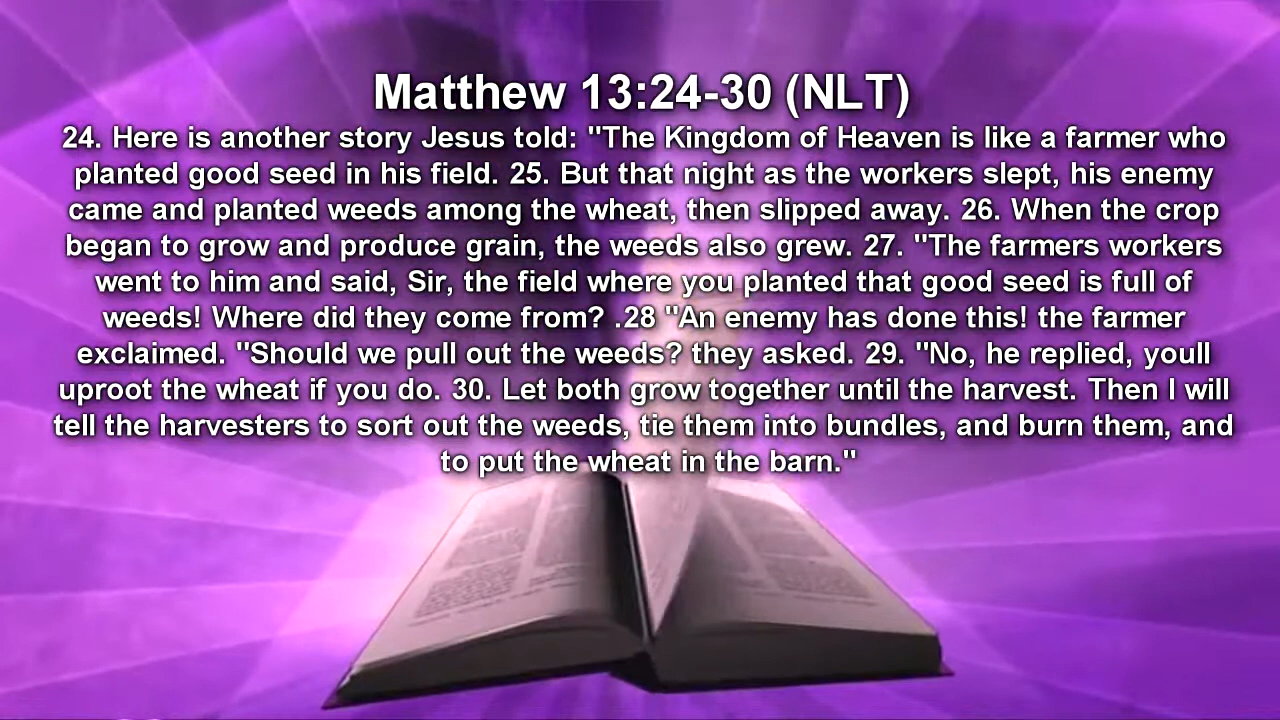 Matthew 13:24-30 (NLT)
24. Here is another story Jesus told: "The Kingdom of Heaven is like a farmer who
planted good seed in his field. 25. But that night as the workers slept, his enemy
came and planted weeds among the wheat, then slipped away. 26. When the crop
began to grow and produce grain, the weeds also grew. 27. "The farmers workers
went to him and said, Sir, the field where you planted that good seed is full of
weeds! Where did they come from? .28 "An enemy has done this! the farmer
exclaimed. "Should we pull out the weeds? they asked. 29. "No, he replied, youll
uproot the wheat if you do. 30. Let both grow together until the harvest. Then I will
tell the harvesters to sort out the weeds, tie them into bundles, and burn them, and
to put the wheat in the barn."